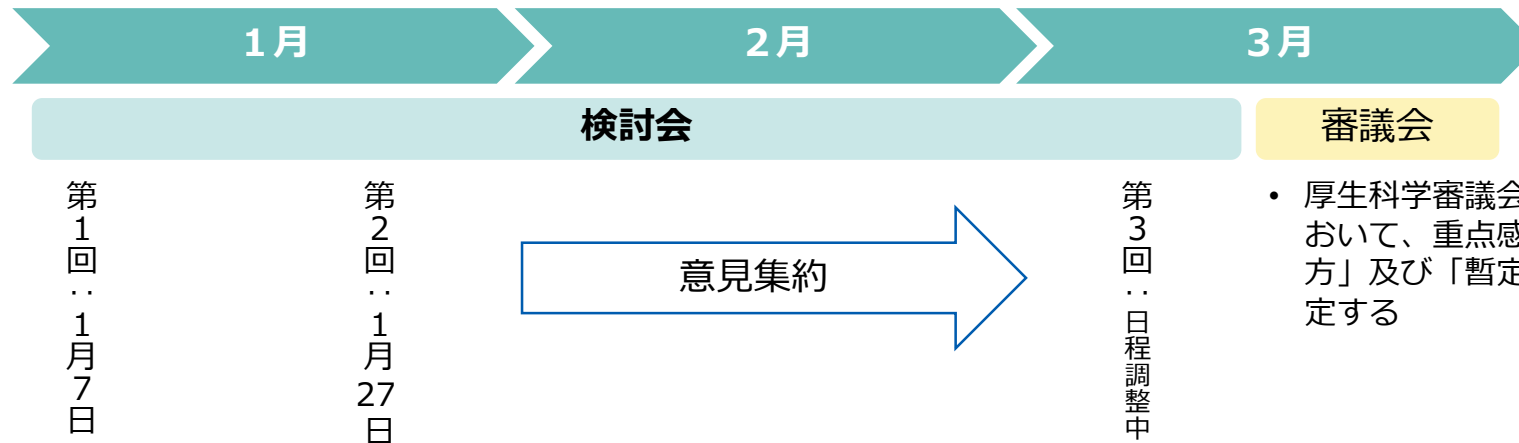 1月
2月
3月
検討会
審議会
第1回：1月7日
第2回：1月27日
意見集約
第3回：日程調整中
• 厚生科学審議会
おいて、重点感
方」及び「暫定
定する